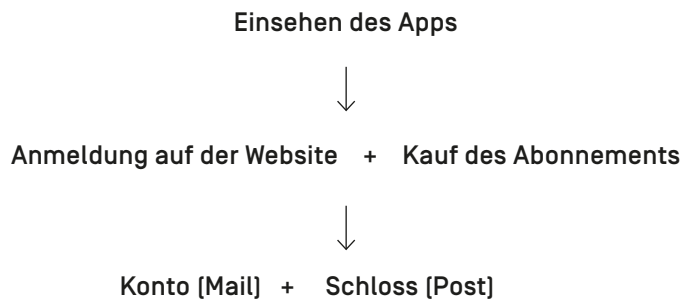 Einsehen des Apps
Anmeldung auf der Website + Kauf des Abonnements
Konto (Mail) + Schloss (Post)